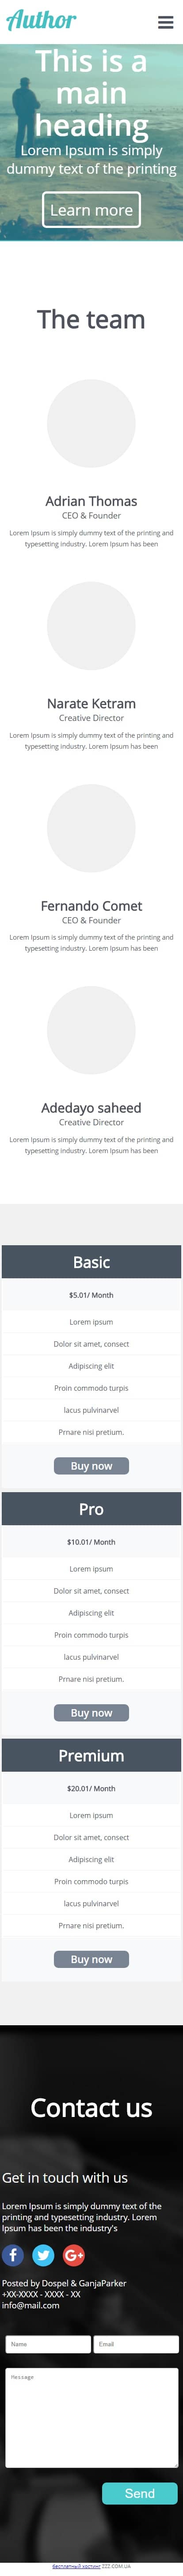 Author
This is a
main
heading
Lorem Ipsum is simply
dummy text of the printing
Learn more
The team
Adrian Thomas
CEO & Founder
Lorem Ipsum is simply dummy text of the printing and
typesetting industry. Lorem Ipsum has been
Narate Ketram
Creative Director
Lorem Ipsum is simply dummy text of the printing and
typesetting industry. Lorem Ipsum has been
Fernando Comet
CEO & Founder
Lorem Ipsum is simply dummy text of the printing and
typesetting industry. Lorem Ipsum has been
Adedayo saheed
Creative Director
Lorem Ipsum is simply dummy text of the printing and
typesetting industry. Lorem Ipsum has been
Basic
$5.01/ Month
Lorem ipsum
Dolor sit amet, consect
Adipiscing elit
Proin commodo turpis
lacus pulvinarvel
Prnare nisi pretium.
Buy now
Pro
$10.01/ Month
Lorem ipsum
Dolor sit amet, consect
Adipiscing elit
Proin commodo turpis
lacus pulvinarvel
Prnare nisi pretium.
Buy now
Premium
$20.01/ Month
Lorem ipsum
Dolor sit amet, consect
Adipiscing elit
Proin commodo turpis
lacus pulvinarvel
Prnare nisi pretium.
Buy now
Contact us
Get in touch with us
Lorem Ipsum is simply dummy text of the
printing and typesetting industry. Lorem
Ipsum has been the industry's
Posted by Dospel & GanjaParker
+XX-XXXX - XXXX - XX
info@mail.com
Name Email
Message
Send
Бесплатный хостинг ZZZ.COM.UA